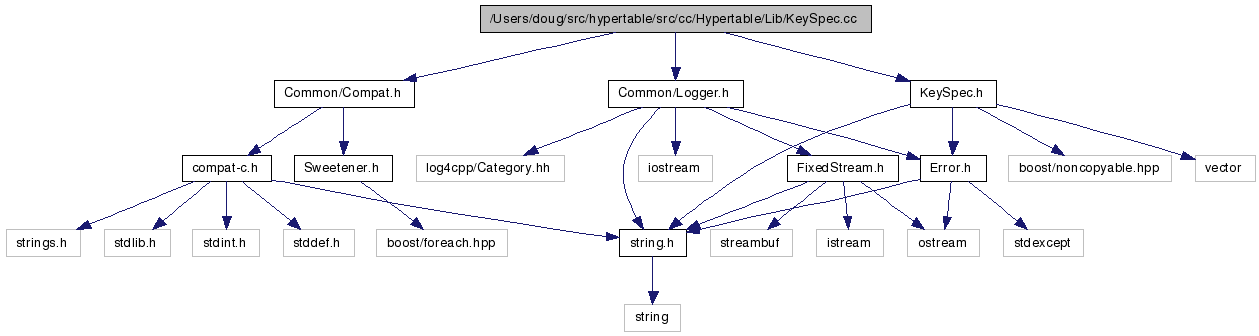 /Users/doug/src/hypertable/src/cc/Hypertable/Lib/KeySpec.cc
Common/Compat.h
Common/Logger.h
KeySpec.h
compat-c.h
Sweetener.h
log4cpp/Category.hh
iostream
FixedStream.h
Error.h
boost/noncopyable.hpp
vector
strings.h
stdlib.h
stdint.h
stddef.h
boost/foreach.hpp
string.h
streambuf
istream
ostream
stdexcept
string